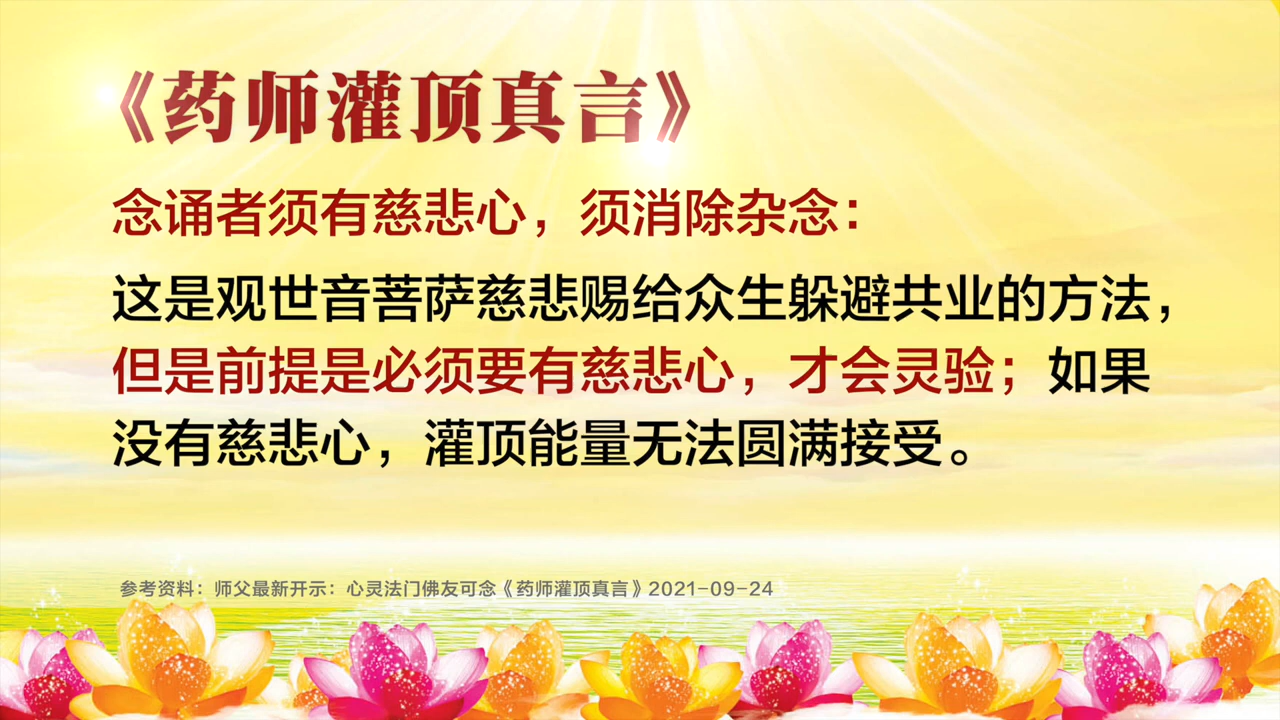 《药师灌顶真言》
念诵者须有慈悲心，须消除杂念：
这是观世音菩萨慈悲赐给众生躲避共业的方法，
但是前提是必须要有慈悲心，才会灵验；如果
没有慈悲心，灌顶能量无法圆满接受。
参考资料：师父最新开示：心灵法门佛友可念《药师灌顶真言》2021-09-24